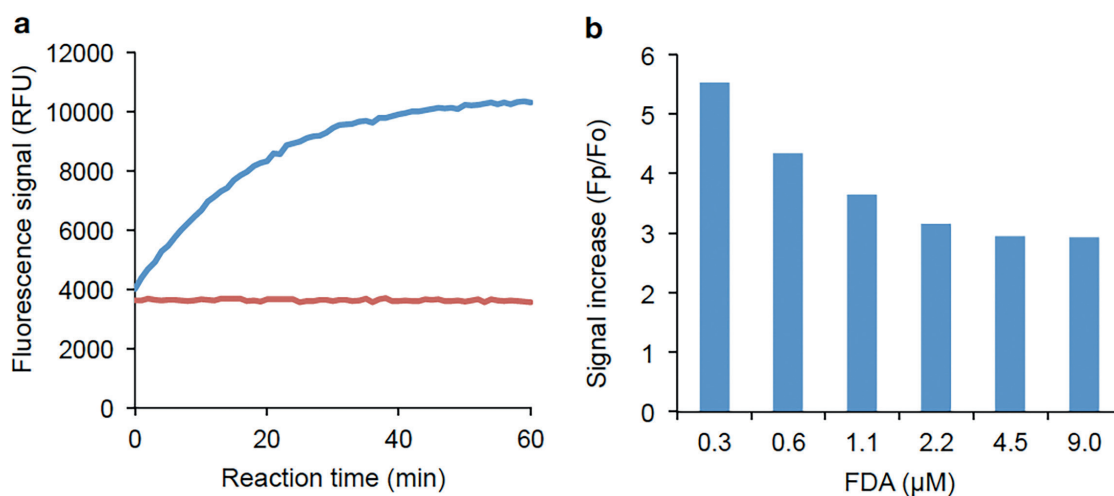 a
12000
10000
8000
6000
4000
2000
0
Fluorescence signal (RFU)
0 20 40 60
Reaction time (min)
b
6
5
4
3
2
1
0
Signal increase (Fp/Fo)
0.3 0.6 1.1 2.2 4.5 9.0
FDA (µM)